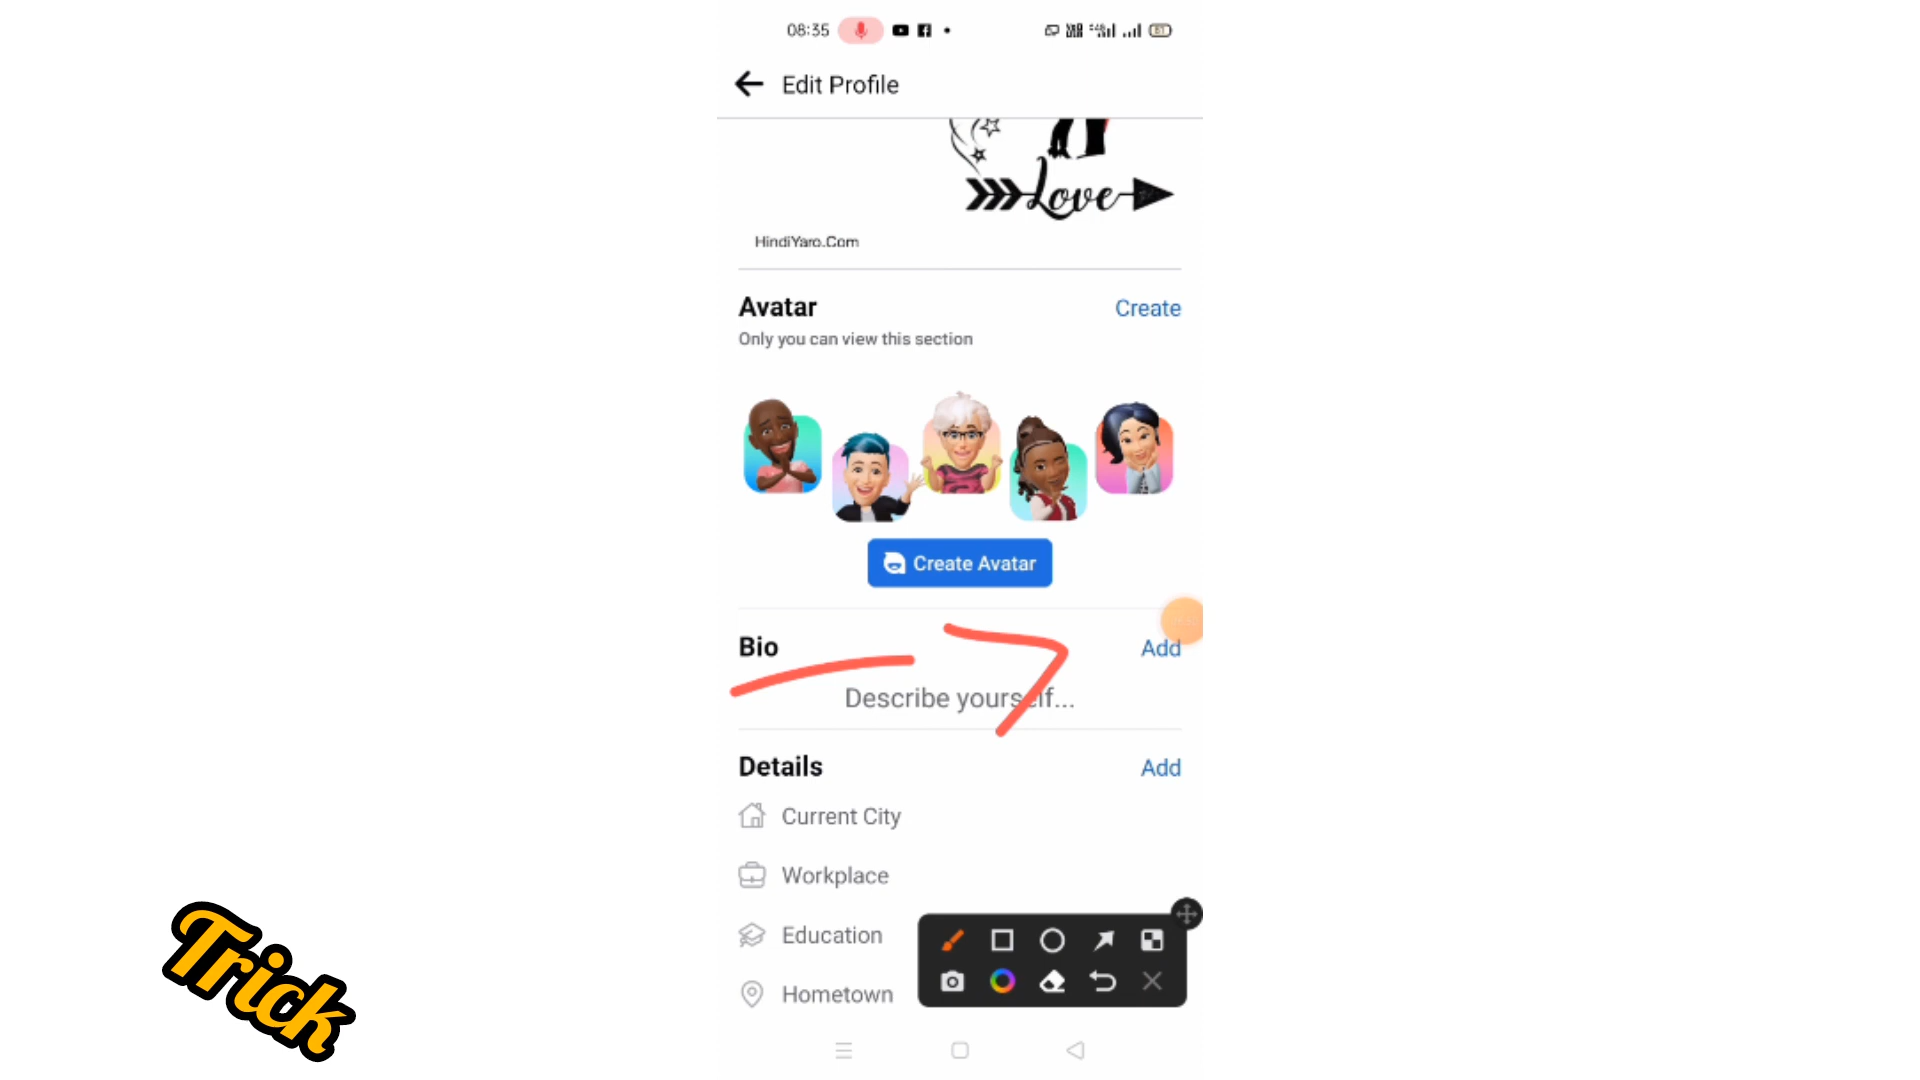 08:35
Edit Profile
Love
HindiYaro.Com
Avatar
Create
Only you can view this section
Create Avatar
Bio
Add
Describe yourself...
Details
Add
Current City
Workplace
Education
Hometown
Trick